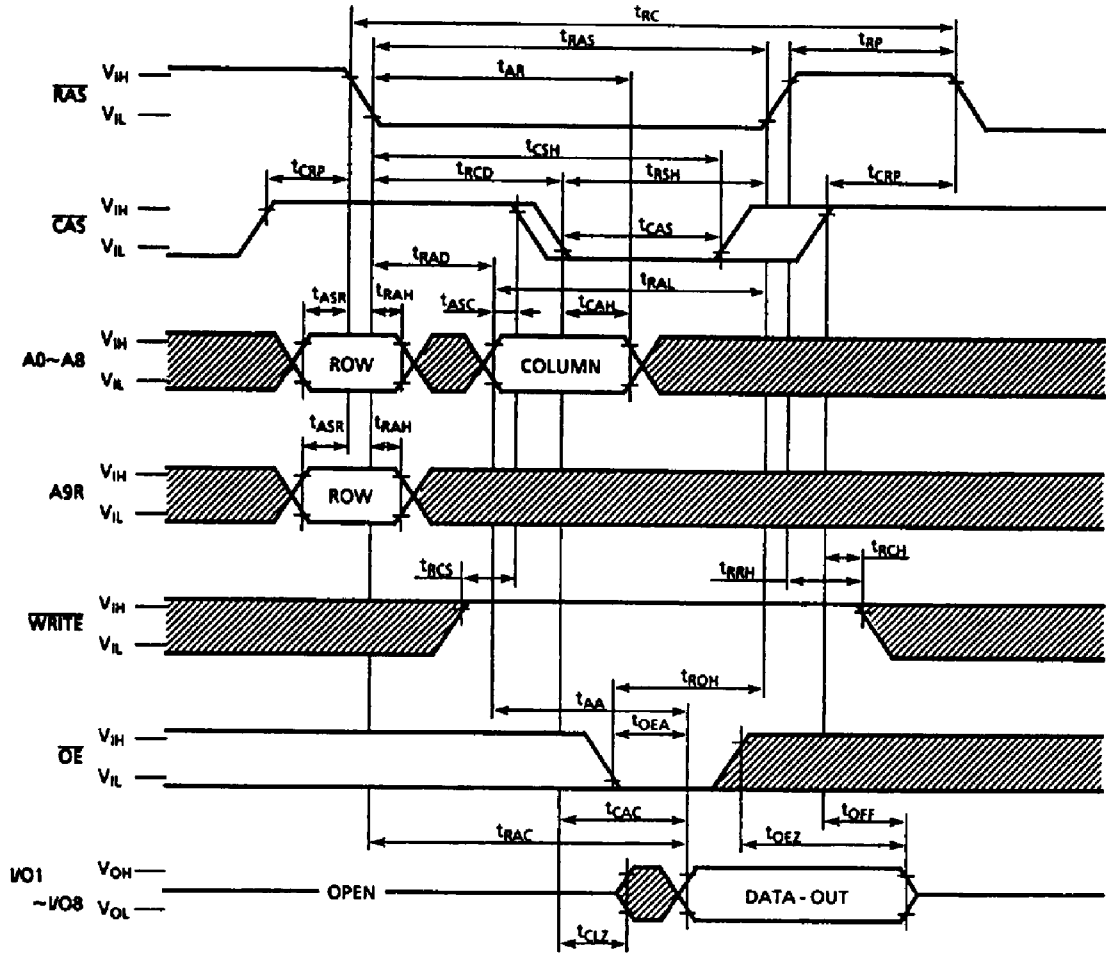 tRC
tRAS
tRP
tAR
VIH
RAS
VIL
tCSH
tCRP
tRCD
tRSH
tCRP
VIH
CAS
VIL
tCAS
tRAD
tRAL
tASR
tRAH
tASC
tCAH
VIH
A0~A8
ROW
COLUMN
VIL
tASR
tRAH
VIH
A9R
ROW
VIL
tRCS
tRRH
tRCH
VIH
WRITE
VIL
tROH
tAA
tOEA
VIH
OE
VIL
tCAC
tOFF
tRAC
tOEZ
I/O1
~I/O8
VOH
OPEN
DATA - OUT
VOL
tCLZ